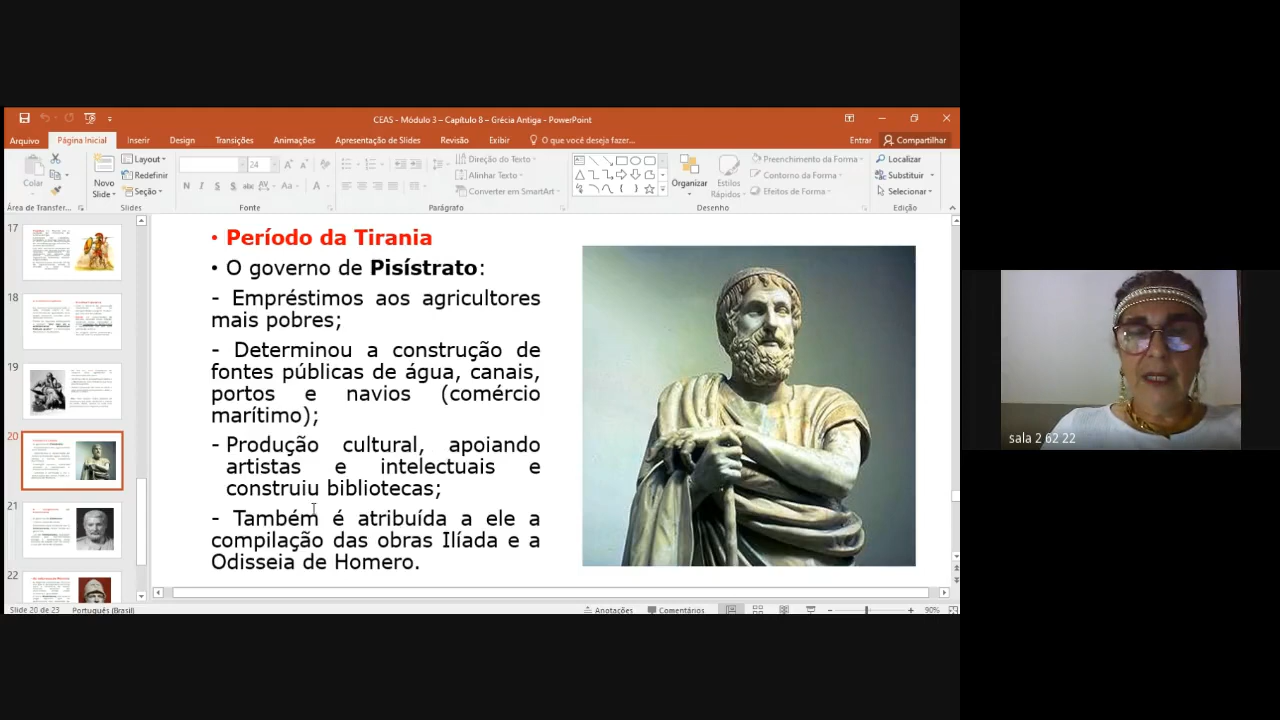 CEAS - Módulo 3 – Capítulo 8 – Grécia Antiga - PowerPoint
Arquivo Página Inicial Inserir Design Transições Animações Apresentação de Slides Revisão Exibir O que você deseja fazer... Entrar Compartilhar
Colar
Novo Slide
Layout
Redefinir
Seção
24
N I S S abc AV Aa A
Direção do Texto
Alinhar Texto
Converter em SmartArt
Organizar
Estilos Rápidos
Preenchimento da Forma
Contorno da Forma
Efeitos de Forma
Localizar
Substituir
Selecionar
Área de Transfer... Slides Fonte Parágrafo Desenho Edição
17
18
19
20
21
22
• Período da Tirania
• O governo de Pisístrato:
- Empréstimos aos agricultores
mais pobres;
- Determinou a construção de
fontes públicas de água, canais,
portos e navios (comércio
marítimo);
- Produção cultural, apoiando
artistas e intelectuais e
construiu bibliotecas;
- Também é atribuída a ele a
compilação das obras Ilíada e a
Odisseia de Homero.
sala 2 62 22
Slide 20 de 23 Português (Brasil) Anotações Comentários 90%